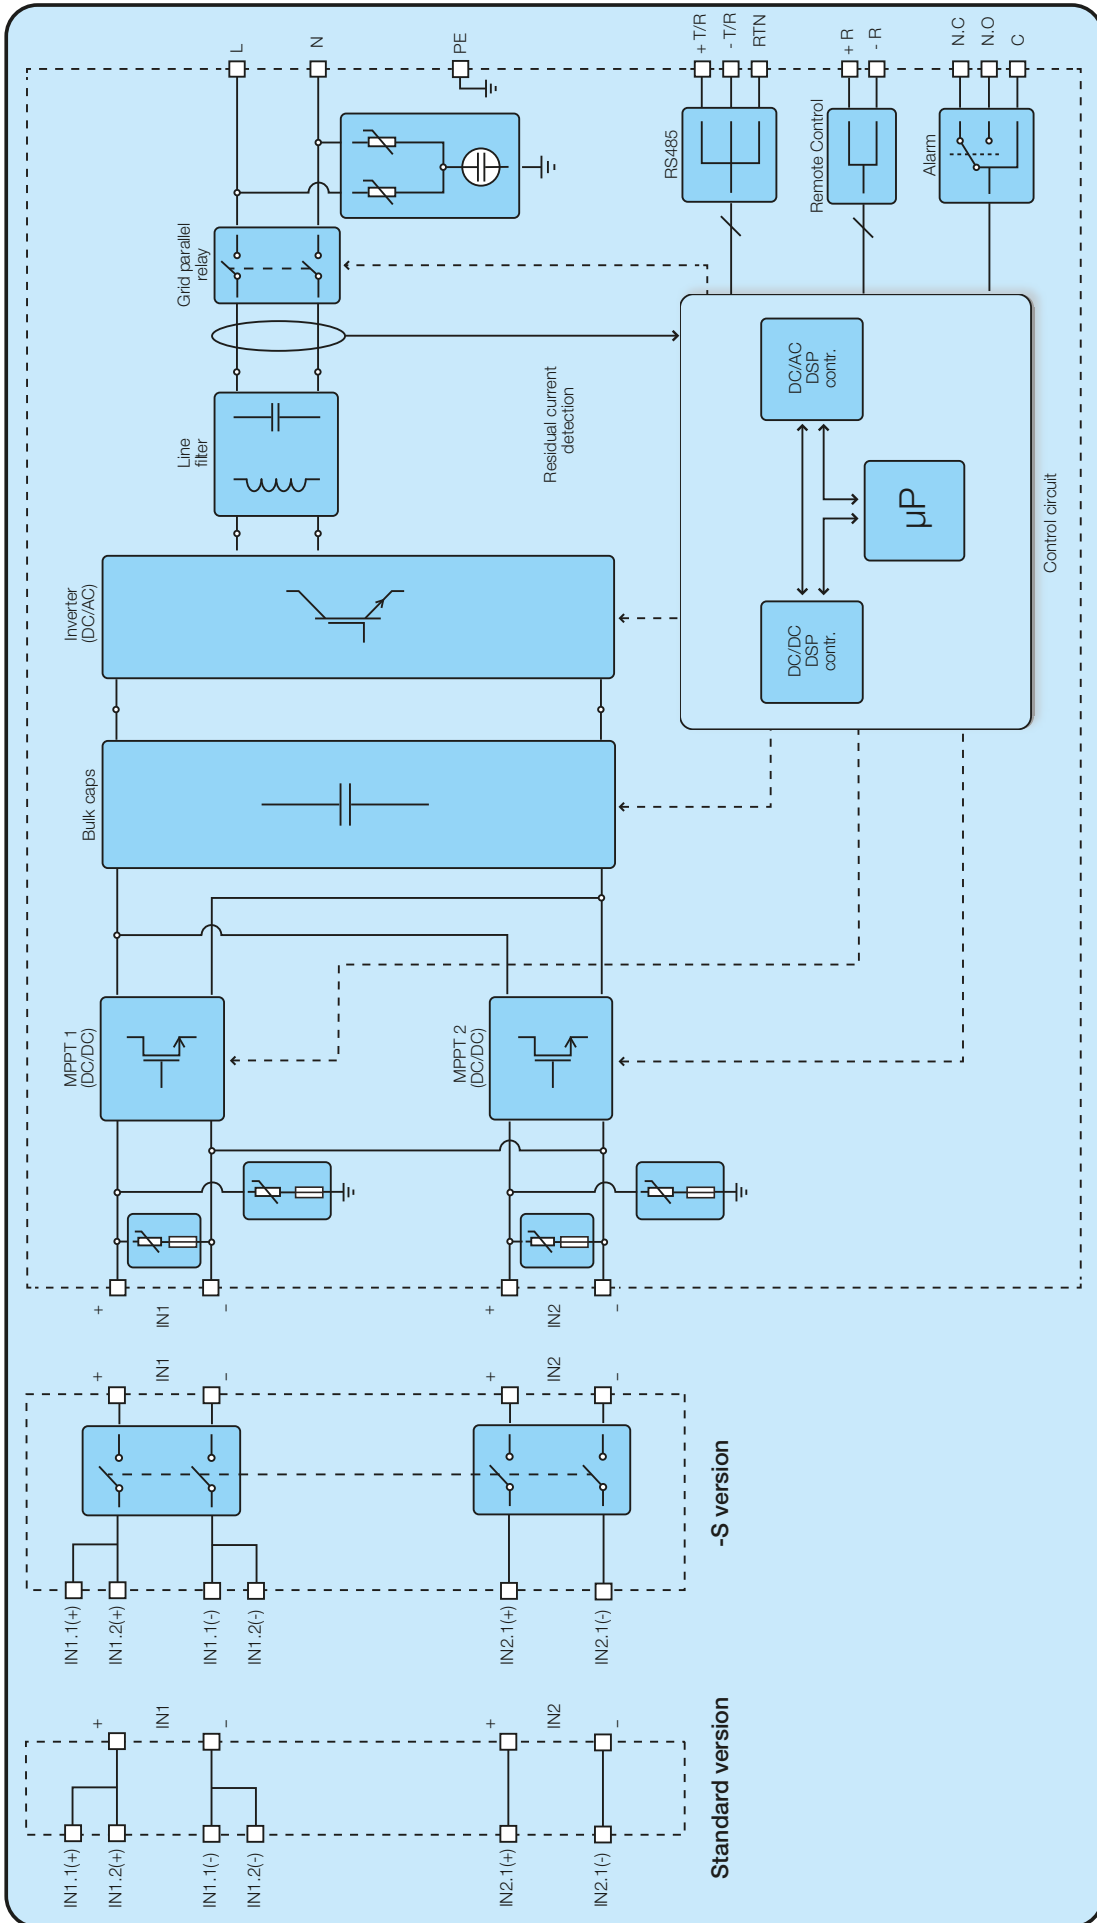 Standard version
IN1.1(+)
IN1.2(+)
IN1.1(-)
IN1.2(-)
IN2.1(+)
IN2.1(-)
+
IN1
−
+
IN2
−
-S version
IN1.1(+)
IN1.2(+)
IN1.1(-)
IN1.2(-)
IN2.1(+)
IN2.1(-)
+
IN1
−
+
IN2
−
+
IN1
−
+
IN2
−
MPPT 1
(DC/DC)
MPPT 2
(DC/DC)
Bulk caps
Inverter
(DC/AC)
Line
filter
Grid parallel
relay
Residual current
detection
DC/DC
DSP
contr.
DC/AC
DSP
contr.
µP
Control circuit
RS485
Remote Control
Alarm
L
N
PE
+ T/R
- T/R
RTN
+ R
- R
N.C
N.O
C